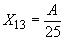 X₁₃ = A/25